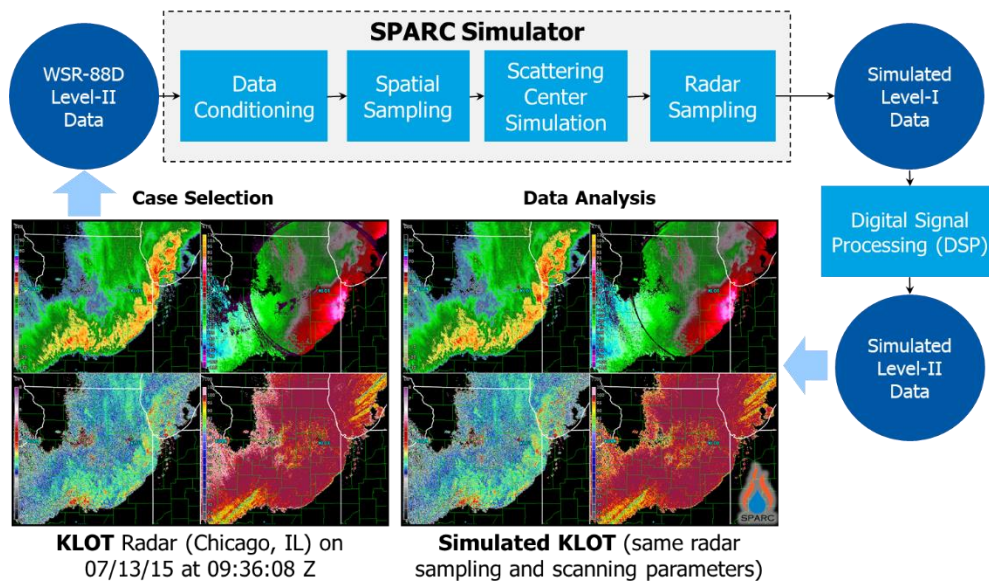 SPARC Simulator
WSR-88D
Level-II
Data
Data
Conditioning
Spatial
Sampling
Scattering
Center
Simulation
Radar
Sampling
Simulated
Level-I
Data
Digital Signal
Processing (DSP)
Simulated
Level-II
Data
Case Selection
Data Analysis
SPARC
KLOT Radar (Chicago, IL) on
07/13/15 at 09:36:08 Z
Simulated KLOT (same radar
sampling and scanning parameters)